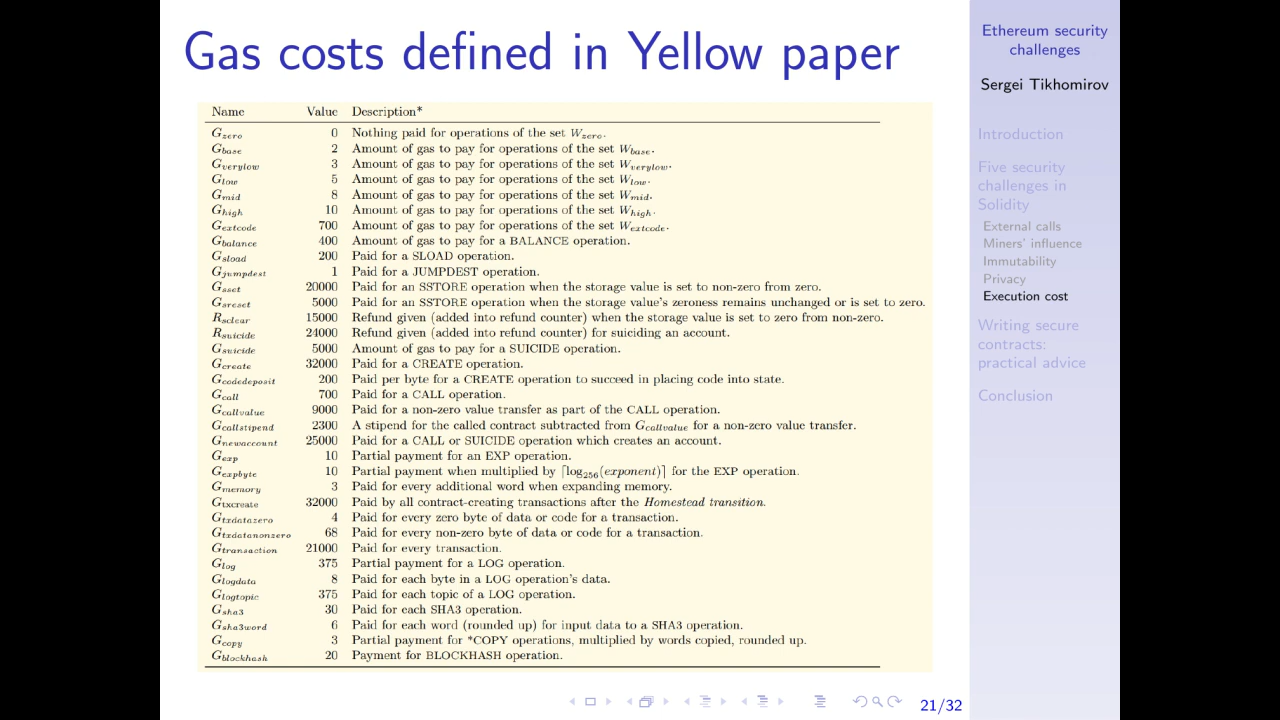 Gas costs defined in Yellow paper
Name Value Description*
G_zero 0 Nothing paid for operations of the set W_zero.
G_base 2 Amount of gas to pay for operations of the set W_base.
G_verylow 3 Amount of gas to pay for operations of the set W_verylow.
G_low 5 Amount of gas to pay for operations of the set W_low.
G_mid 8 Amount of gas to pay for operations of the set W_mid.
G_high 10 Amount of gas to pay for operations of the set W_high.
G_extcode 700 Amount of gas to pay for operations of the set W_extcode.
G_balance 400 Amount of gas to pay for a BALANCE operation.
G_sload 200 Paid for a SLOAD operation.
G_jumpdest 1 Paid for a JUMPDEST operation.
G_sset 20000 Paid for an SSTORE operation when the storage value is set to non-zero from zero.
G_sreset 5000 Paid for an SSTORE operation when the storage value's zeroness remains unchanged or is set to zero.
R_sclear 15000 Refund given (added into refund counter) when the storage value is set to zero from non-zero.
R_suicide 24000 Refund given (added into refund counter) for suiciding an account.
G_suicide 5000 Amount of gas to pay for a SUICIDE operation.
G_create 32000 Paid for a CREATE operation.
G_codedeposit 200 Paid per byte for a CREATE operation to succeed in placing code into state.
G_call 700 Paid for a CALL operation.
G_callvalue 9000 Paid for a non-zero value transfer as part of the CALL operation.
G_callstipend 2300 A stipend for the called contract subtracted from G_callvalue for a non-zero value transfer.
G_newaccount 25000 Paid for a CALL or SUICIDE operation which creates an account.
G_exp 10 Partial payment for an EXP operation.
G_expbyte 10 Partial payment when multiplied by ⌈log_256(exponent)⌉ for the EXP operation.
G_memory 3 Paid for every additional word when expanding memory.
G_txcreate 32000 Paid by all contract-creating transactions after the Homestead transition.
G_txdatazero 4 Paid for every zero byte of data or code for a transaction.
G_txdatanonzero 68 Paid for every non-zero byte of data or code for a transaction.
G_transaction 21000 Paid for every transaction.
G_log 375 Partial payment for a LOG operation.
G_logdata 8 Paid for each byte in a LOG operation's data.
G_logtopic 375 Paid for each topic of a LOG operation.
G_sha3 30 Paid for each SHA3 operation.
G_sha3word 6 Paid for each word (rounded up) for input data to a SHA3 operation.
G_copy 3 Partial payment for *COPY operations, multiplied by words copied, rounded up.
G_blockhash 20 Payment for BLOCKHASH operation.
Ethereum security
challenges
Sergei Tikhomirov
Introduction
Five security
challenges in
Solidity
External calls
Miners' influence
Immutability
Privacy
Execution cost
Writing secure
contracts:
practical advice
Conclusion
21/32